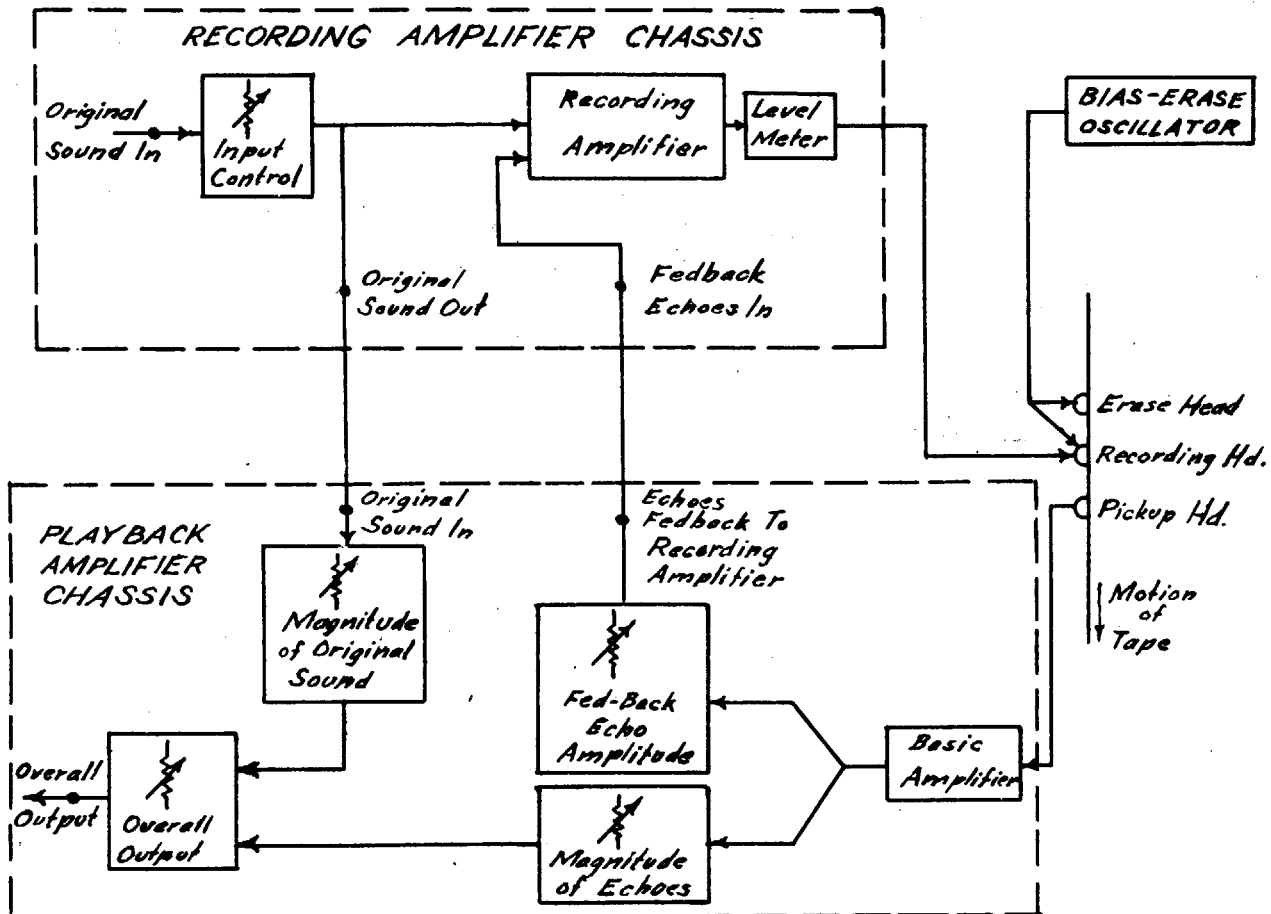 RECORDING AMPLIFIER CHASSIS
Original
Sound In
Input
Control
Recording
Amplifier
Level
Meter
BIAS-ERASE
OSCILLATOR
Original
Sound Out
Fedback
Echoes In
Erase Head
Recording Hd.
Pickup Hd.
Motion
of
Tape
PLAYBACK
AMPLIFIER
CHASSIS
Original
Sound In
Echoes
Fedback To
Recording
Amplifier
Magnitude
of Original
Sound
Fed-Back
Echo
Amplitude
Basic
Amplifier
Overall
Output
Overall
Output
Magnitude
of Echoes